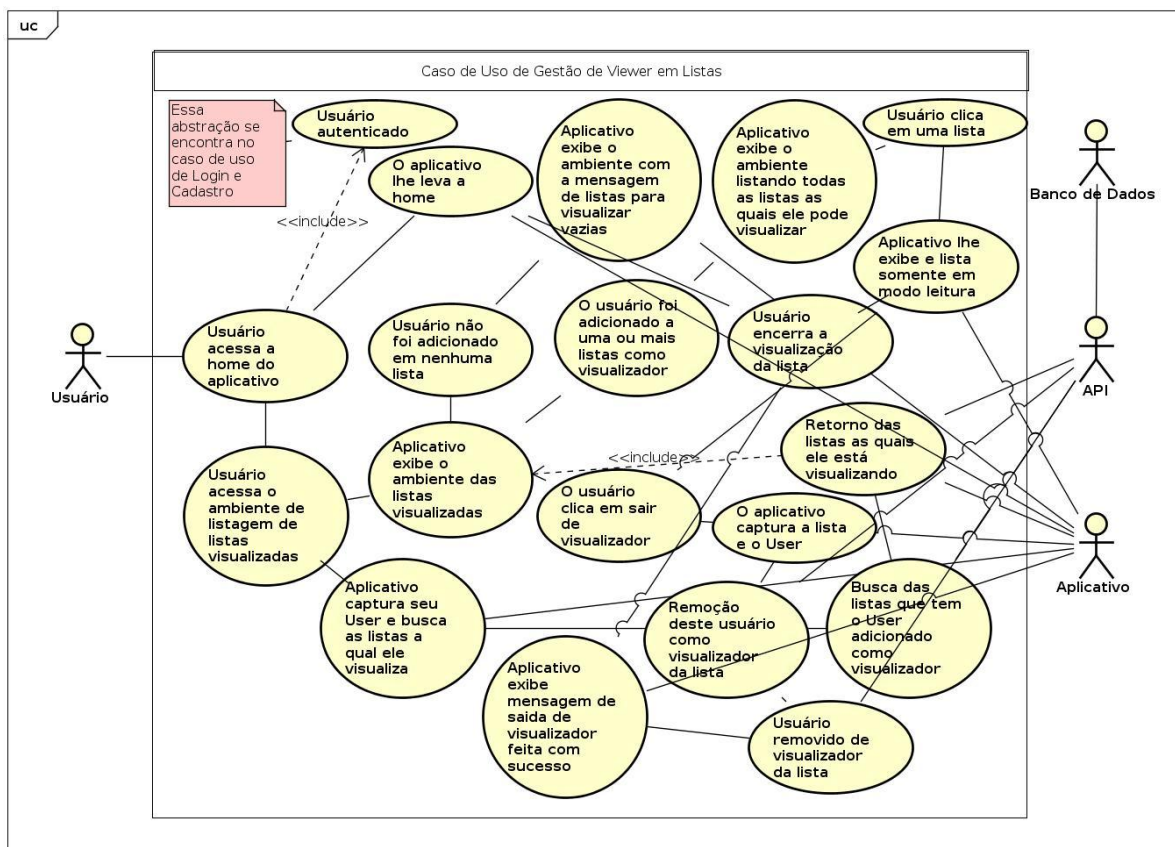 uc
Caso de Uso de Gestão de Viewer em Listas
Essa
abstração se
encontra no
caso de uso
de Login e
Cadastro
Usuário
autenticado
O aplicativo
lhe leva a
home
Aplicativo
exibe o
ambiente com
a mensagem
de listas para
visualizar
vazias
Aplicativo
exibe o
ambiente
listando todas
as listas as
quais ele pode
visualizar
Usuário clica
em uma lista
Banco de Dados
<<include>>
Aplicativo lhe
exibe e lista
somente em
modo leitura
Usuário
Usuário
acessa a
home do
aplicativo
Usuário não
foi adicionado
em nenhuma
lista
O usuário foi
adicionado a
uma ou mais
listas como
visualizador
Usuário
encerra a
visualização
da lista
API
Retorno das
listas as quais
ele está
visualizando
Usuário
acessa o
ambiente de
listagem de
listas
visualizadas
Aplicativo
exibe o
ambiente das
listas
visualizadas
<<include>>
O usuário
clica em sair
de
visualizador
O aplicativo
captura a lista
e o User
Aplicativo
Aplicativo
captura seu
User e busca
as listas a
qual ele
visualiza
Remoção
deste usuário
como
visualizador
da lista
Busca das
listas que tem
o User
adicionado
como
visualizador
Aplicativo
exibe
mensagem de
saida de
visualizador
feita com
sucesso
Usuário
removido de
visualizador
da lista